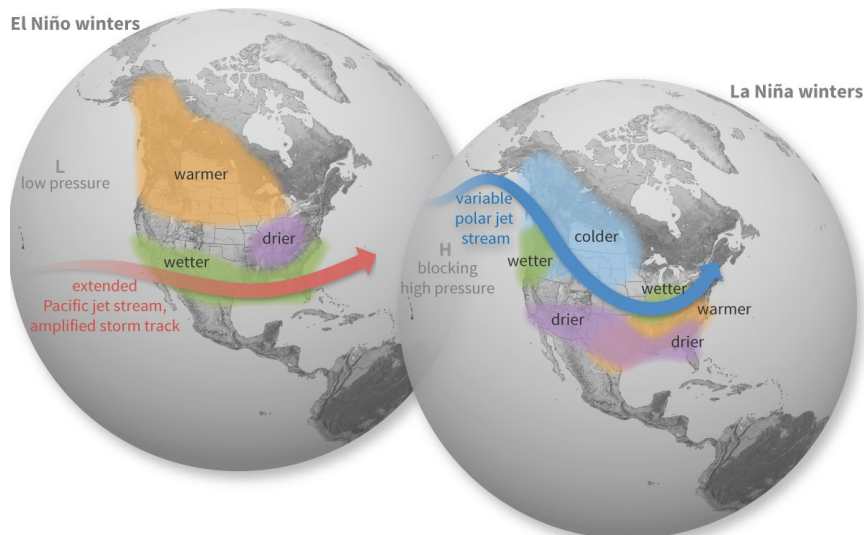 El Niño winters
L
low pressure
warmer
drier
wetter
extended
Pacific jet stream,
amplified storm track
La Niña winters
variable
polar jet
stream
H
blocking
high pressure
colder
wetter
wetter
warmer
drier
drier